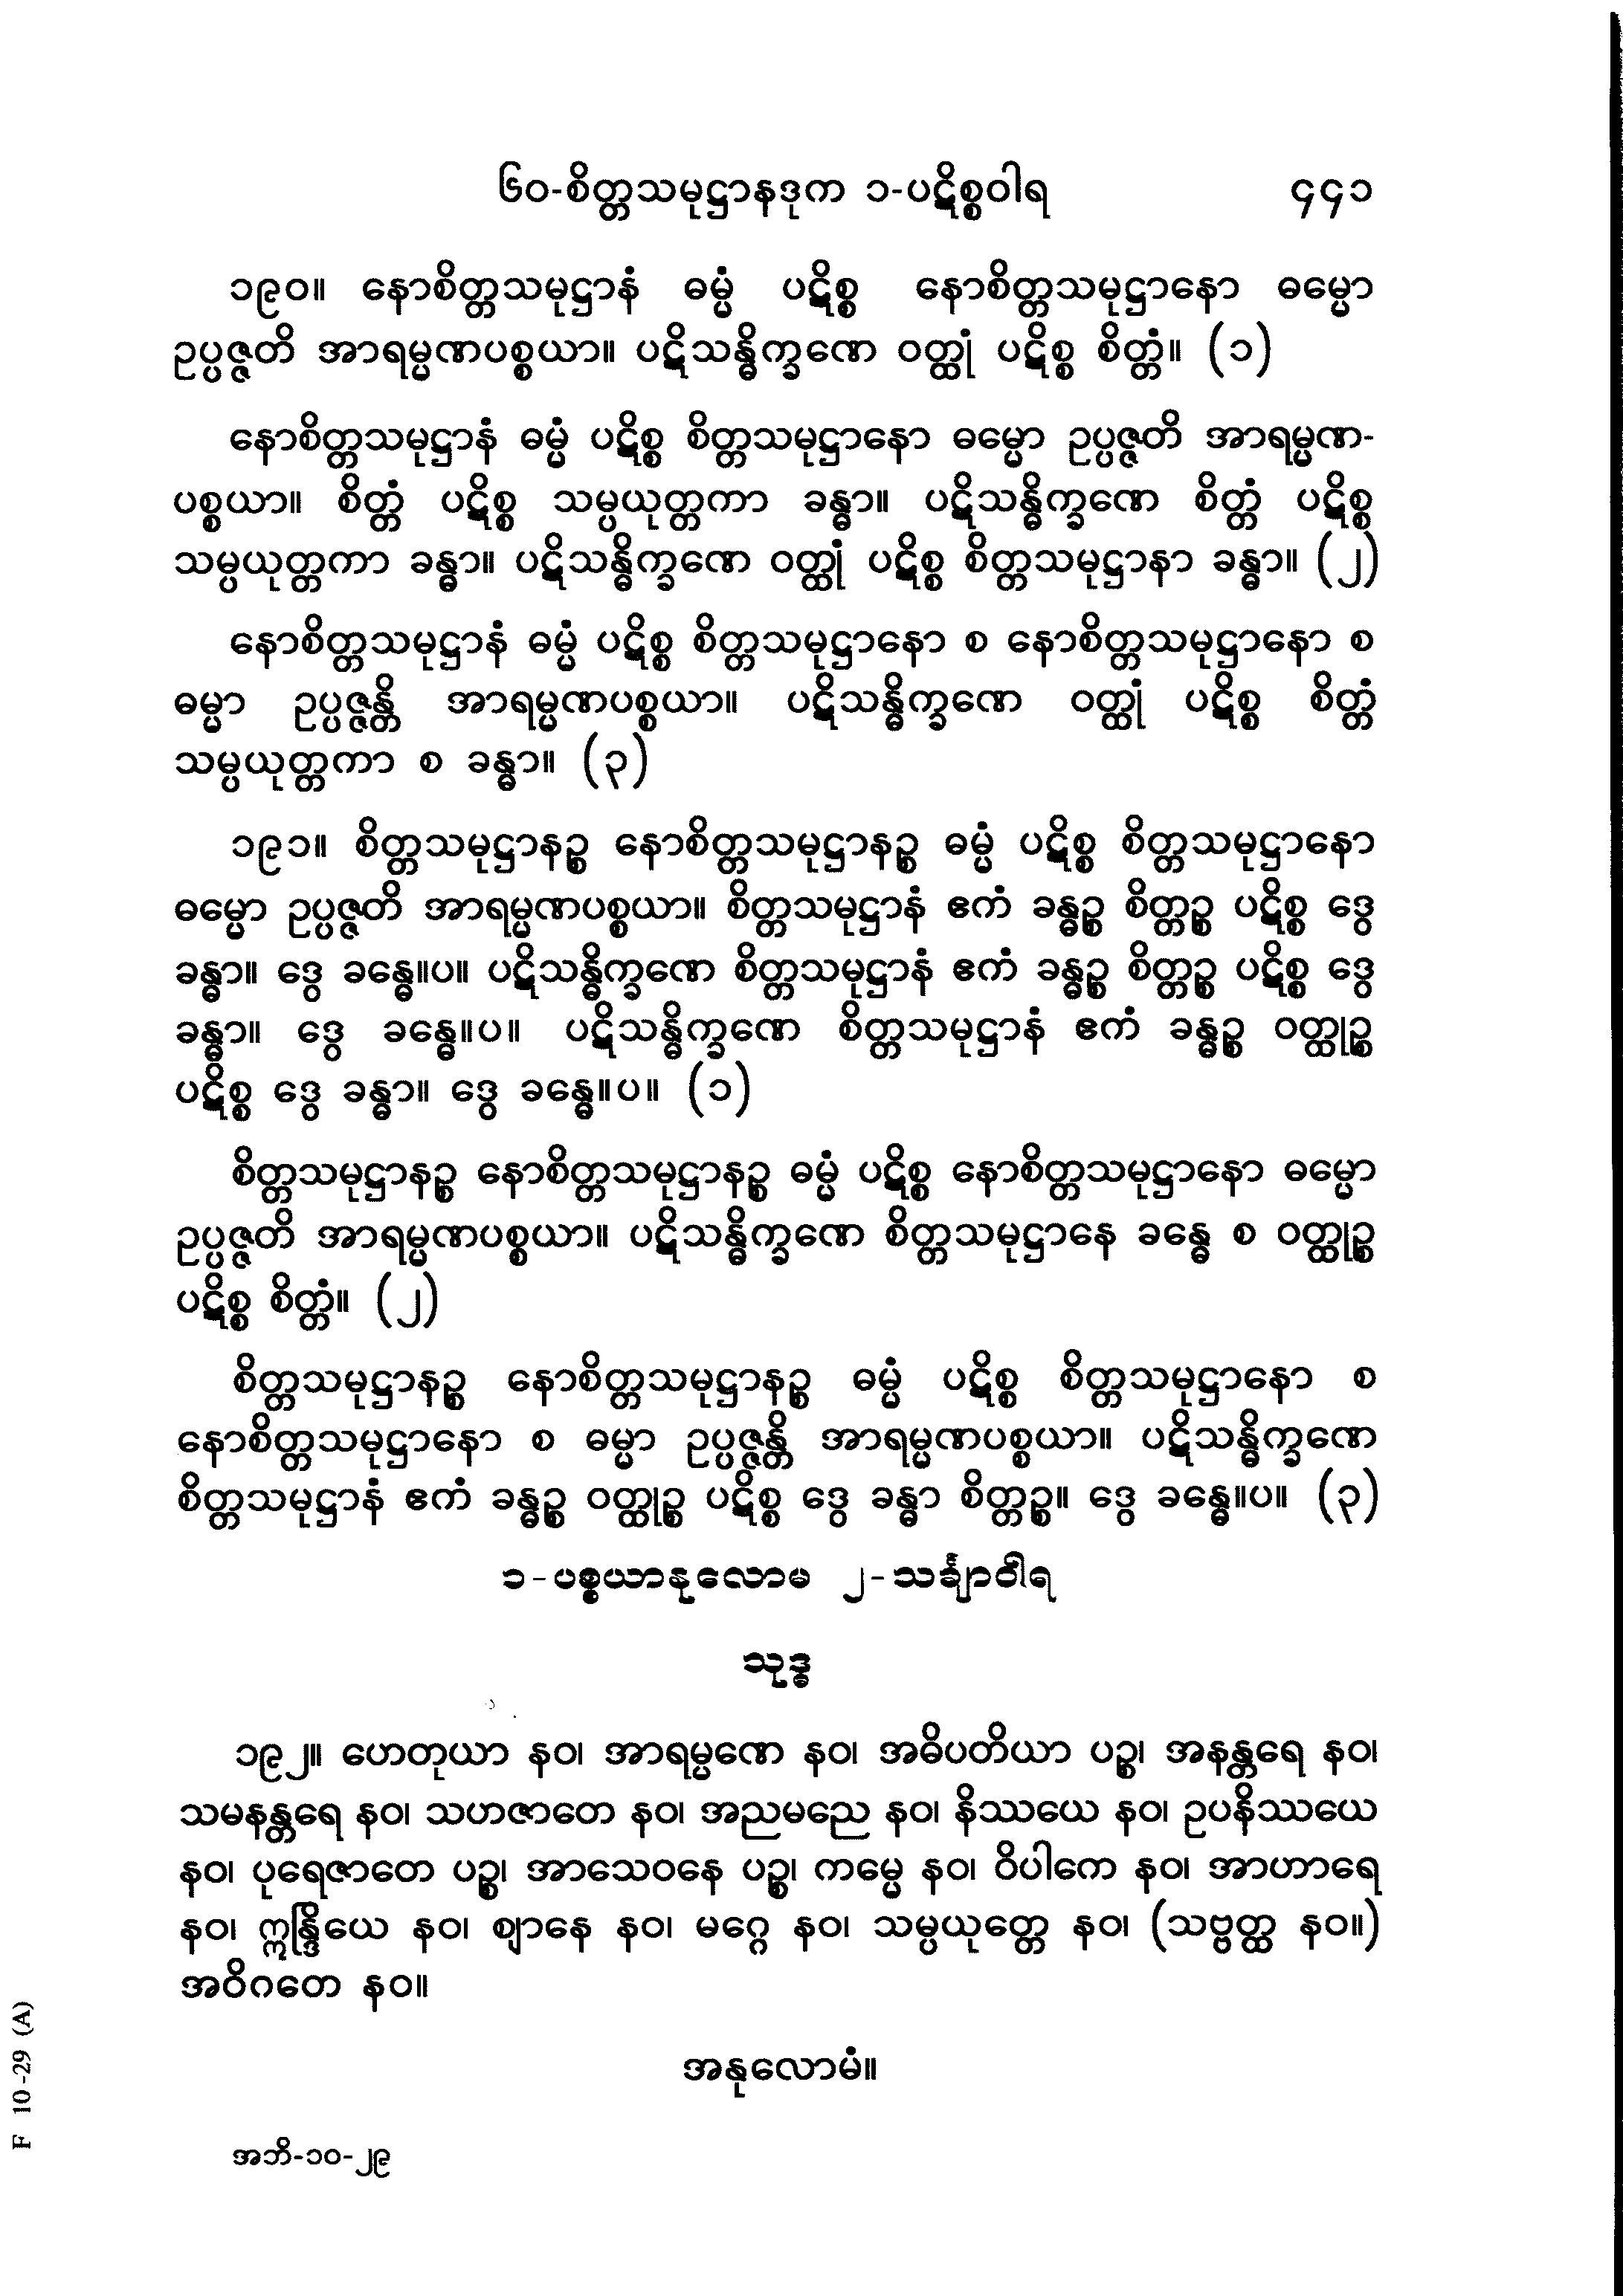 ၆၀-စိတ္တသမုဋ္ဌာနဒုက ၁-ပဋိစ္စဝါရ ၄၄၁
၁၉၀။ နောစိတ္တသမုဋ္ဌာနံ ဓမ္မံ ပဋိစ္စ နောစိတ္တသမုဋ္ဌာနော ဓမ္မော
ဥပ္ပဇ္ဇတိ အာရမ္မဏပစ္စယာ။ ပဋိသန္ဓိက္ခဏေ ဝတ္ထုံ ပဋိစ္စ စိတ္တံ။ (၁)
နောစိတ္တသမုဋ္ဌာနံ ဓမ္မံ ပဋိစ္စ စိတ္တသမုဋ္ဌာနော ဓမ္မော ဥပ္ပဇ္ဇတိ အာရမ္မဏ-
ပစ္စယာ။ စိတ္တံ ပဋိစ္စ သမ္ပယုတ္တကာ ခန္ဓာ။ ပဋိသန္ဓိက္ခဏေ စိတ္တံ ပဋိစ္စ
သမ္ပယုတ္တကာ ခန္ဓာ။ ပဋိသန္ဓိက္ခဏေ ဝတ္ထုံ ပဋိစ္စ စိတ္တသမုဋ္ဌာနာ ခန္ဓာ။ (၂)
နောစိတ္တသမုဋ္ဌာနံ ဓမ္မံ ပဋိစ္စ စိတ္တသမုဋ္ဌာနော စ နောစိတ္တသမုဋ္ဌာနော စ
ဓမ္မာ ဥပ္ပဇ္ဇန္တိ အာရမ္မဏပစ္စယာ။ ပဋိသန္ဓိက္ခဏေ ဝတ္ထုံ ပဋိစ္စ စိတ္တံ
သမ္ပယုတ္တကာ စ ခန္ဓာ။ (၃)
၁၉၁။ စိတ္တသမုဋ္ဌာနဉ္စ နောစိတ္တသမုဋ္ဌာနဉ္စ ဓမ္မံ ပဋိစ္စ စိတ္တသမုဋ္ဌာနော
ဓမ္မော ဥပ္ပဇ္ဇတိ အာရမ္မဏပစ္စယာ။ စိတ္တသမုဋ္ဌာနံ ဧကံ ခန္ဓဉ္စ စိတ္တဉ္စ ပဋိစ္စ ဒွေ
ခန္ဓာ။ ဒွေ ခန္ဓေ။ပ။ ပဋိသန္ဓိက္ခဏေ စိတ္တသမုဋ္ဌာနံ ဧကံ ခန္ဓဉ္စ စိတ္တဉ္စ ပဋိစ္စ ဒွေ
ခန္ဓာ။ ဒွေ ခန္ဓေ။ပ။ ပဋိသန္ဓိက္ခဏေ စိတ္တသမုဋ္ဌာနံ ဧကံ ခန္ဓဉ္စ ဝတ္ထုဉ္စ
ပဋိစ္စ ဒွေ ခန္ဓာ။ ဒွေ ခန္ဓေ။ပ။ (၁)
စိတ္တသမုဋ္ဌာနဉ္စ နောစိတ္တသမုဋ္ဌာနဉ္စ ဓမ္မံ ပဋိစ္စ နောစိတ္တသမုဋ္ဌာနော ဓမ္မော
ဥပ္ပဇ္ဇတိ အာရမ္မဏပစ္စယာ။ ပဋိသန္ဓိက္ခဏေ စိတ္တသမုဋ္ဌာနေ ခန္ဓေ စ ဝတ္ထုဉ္စ
ပဋိစ္စ စိတ္တံ။ (၂)
စိတ္တသမုဋ္ဌာနဉ္စ နောစိတ္တသမုဋ္ဌာနဉ္စ ဓမ္မံ ပဋိစ္စ စိတ္တသမုဋ္ဌာနော စ
နောစိတ္တသမုဋ္ဌာနော စ ဓမ္မာ ဥပ္ပဇ္ဇန္တိ အာရမ္မဏပစ္စယာ။ ပဋိသန္ဓိက္ခဏေ
စိတ္တသမုဋ္ဌာနံ ဧကံ ခန္ဓဉ္စ ဝတ္ထုဉ္စ ပဋိစ္စ ဒွေ ခန္ဓာ စိတ္တဉ္စ။ ဒွေ ခန္ဓေ။ပ။ (၃)
၁-ပစ္စယာနုလောမ ၂-သင်္ချာဝါရ
သုဒ္ဓ
၁၉၂။ ဟေတုယာ နဝ၊ အာရမ္မဏေ နဝ၊ အဓိပတိယာ ပဉ္စ၊ အနန္တရေ နဝ၊
သမနန္တရေ နဝ၊ သဟဇာတေ နဝ၊ အညမညေ နဝ၊ နိဿယေ နဝ၊ ဥပနိဿယေ
နဝ၊ ပုရေဇာတေ ပဉ္စ၊ အာသေဝနေ ပဉ္စ၊ ကမ္မေ နဝ၊ ဝိပါကေ နဝ၊ အာဟာရေ
နဝ၊ ဣန္ဒြိယေ နဝ၊ ဈာနေ နဝ၊ မဂ္ဂေ နဝ၊ သမ္ပယုတ္တေ နဝ၊ (သဗ္ဗတ္ထ နဝ။)
အဝိဂတေ နဝ။
အနုလောမံ။
အဘိ-၁၀-၂၉
F 10-29 (A)